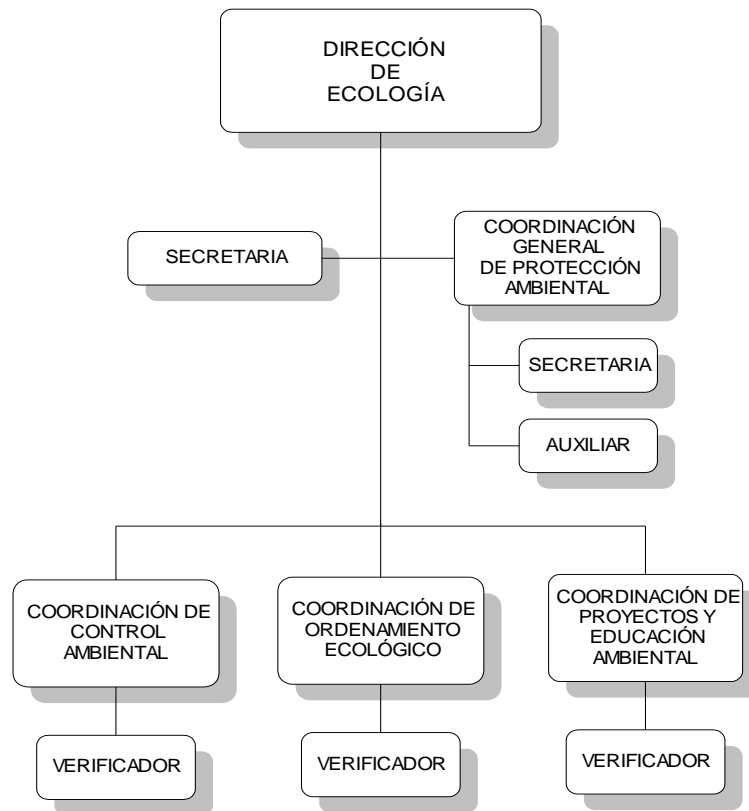 DIRECCIÓN
DE
ECOLOGÍA
SECRETARIA
COORDINACIÓN
GENERAL
DE PROTECCIÓN
AMBIENTAL
SECRETARIA
AUXILIAR
COORDINACIÓN DE
CONTROL
AMBIENTAL
COORDINACIÓN DE
ORDENAMIENTO
ECOLÓGICO
COORDINACIÓN DE
PROYECTOS Y
EDUCACIÓN
AMBIENTAL
VERIFICADOR
VERIFICADOR
VERIFICADOR